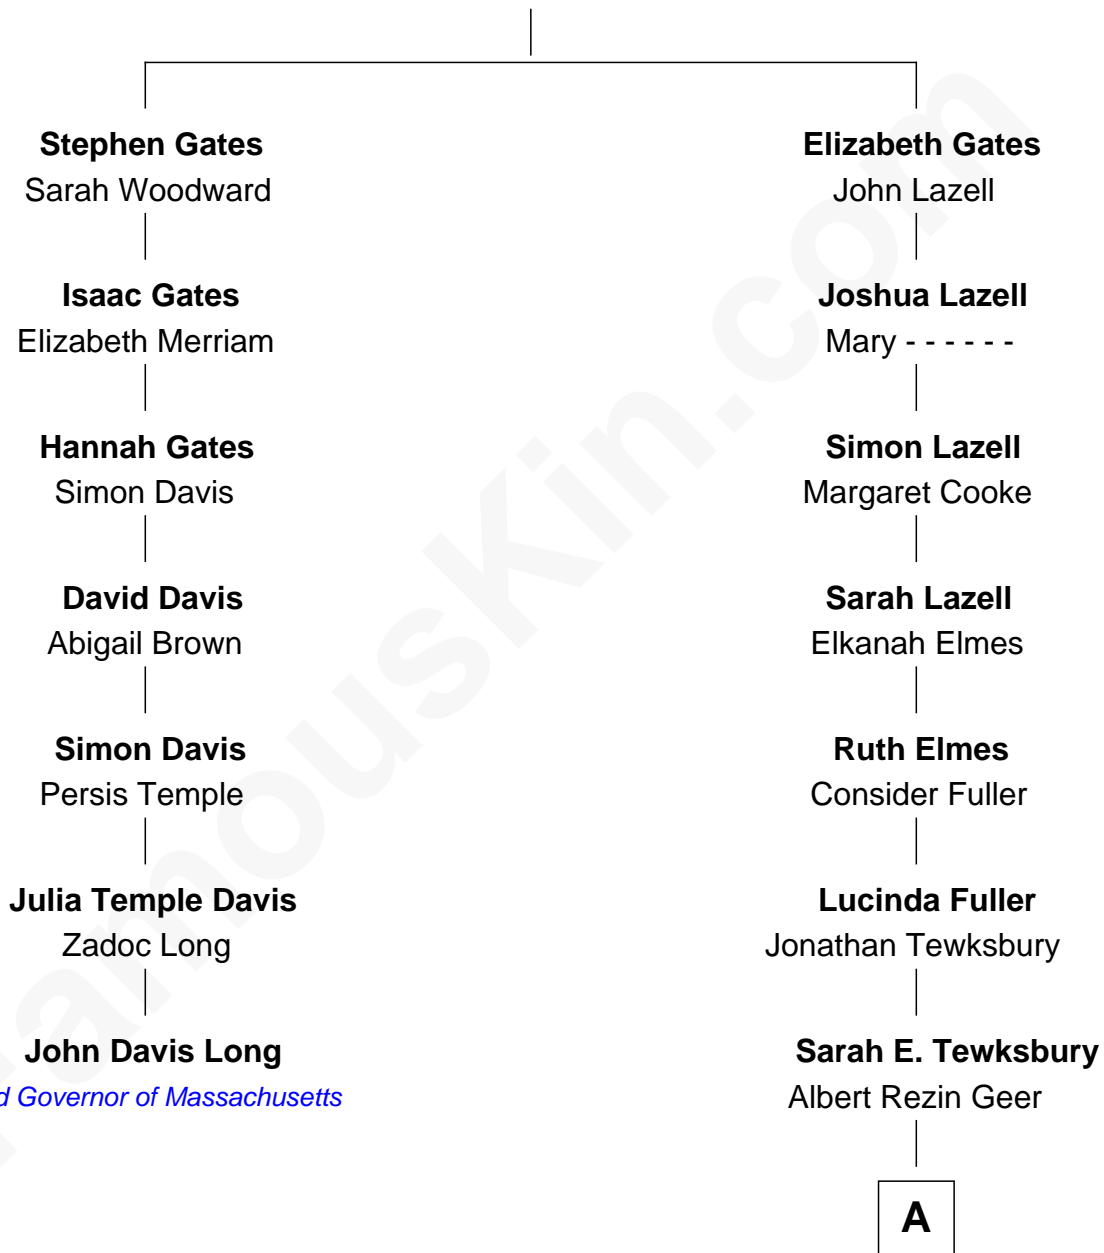 Stephen Gates
Sarah Woodward
Isaac Gates
Elizabeth Merriam
Hannah Gates
Simon Davis
David Davis
Abigail Brown
Simon Davis
Persis Temple
Julia Temple Davis
Zadoc Long
John Davis Long
d Governor of Massachusetts
Elizabeth Gates
John Lazell
Joshua Lazell
Mary - - - - - -
Simon Lazell
Margaret Cooke
Sarah Lazell
Elkanah Elmes
Ruth Elmes
Consider Fuller
Lucinda Fuller
Jonathan Tewksbury
Sarah E. Tewksbury
Albert Rezin Geer
A
FamousKin.com